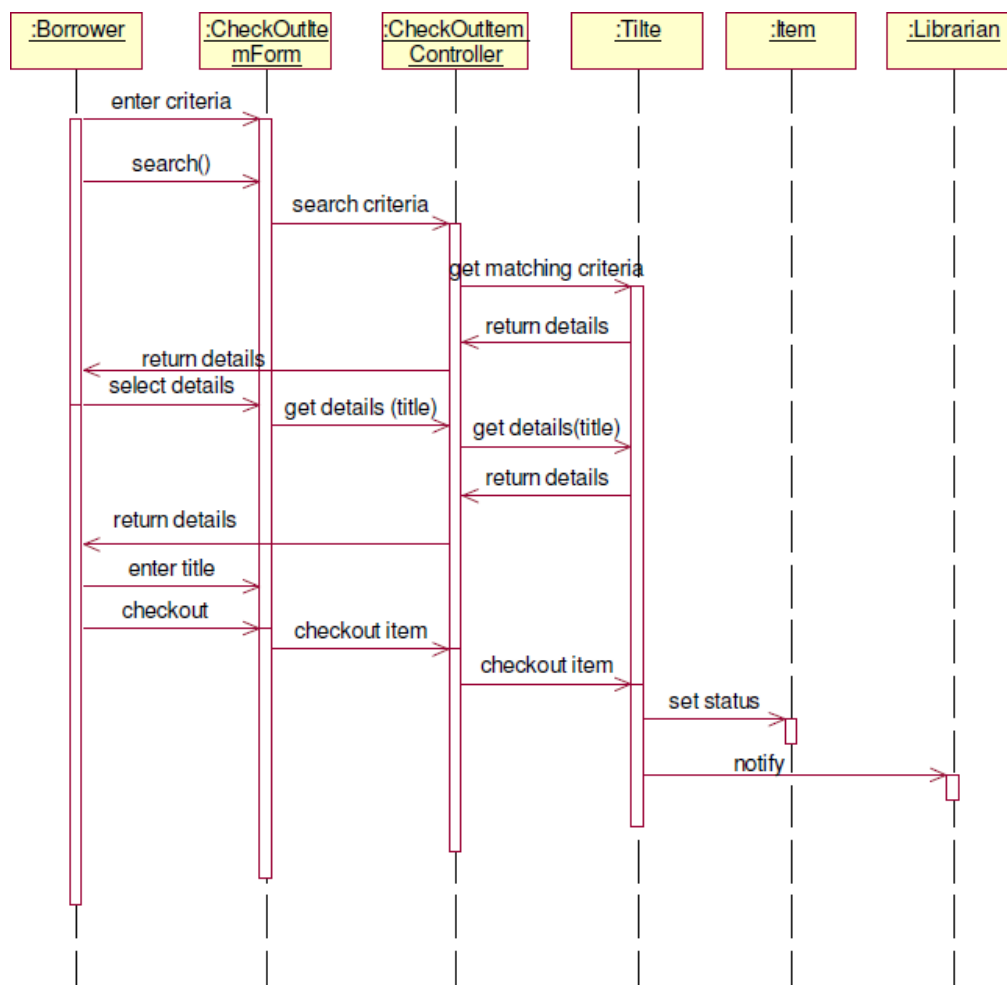 :Borrower
:CheckOutIte
mForm
:CheckOutItem
Controller
:Tilte
:Item
:Librarian
enter criteria
search()
search criteria
get matching criteria
return details
return details
select details
get details (title)
get details(title)
return details
return details
enter title
checkout
checkout item
checkout item
set status
notify